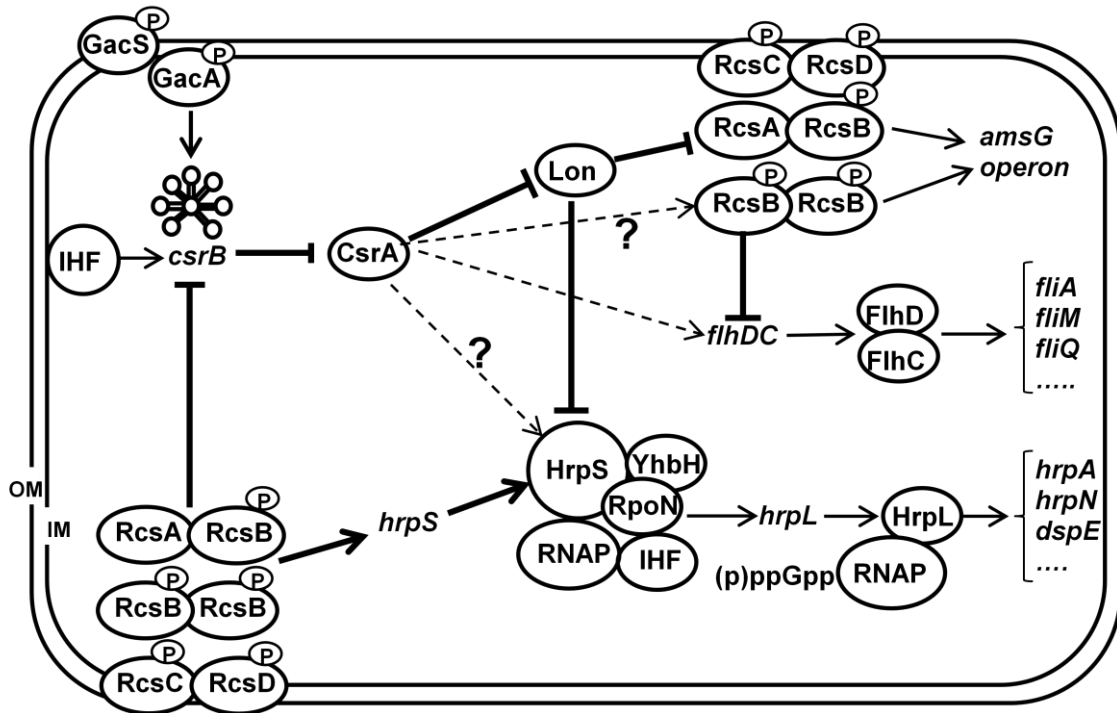 GacS P
GacA P
csrB
IHF
CsrA
Lon
RcsC P RcsD P
RcsA RcsB P
RcsB P RcsB P
amsG
operon
?
?
flhDC
FlhD
FlhC
fliA
fliM
fliQ
.....
OM
IM
RcsA RcsB P
RcsB P RcsB P
RcsC P RcsD P
hrpS
HrpS
YhbH
RpoN
RNAP
IHF
hrpL
HrpL
(p)ppGpp RNAP
hrpA
hrpN
dspE
....